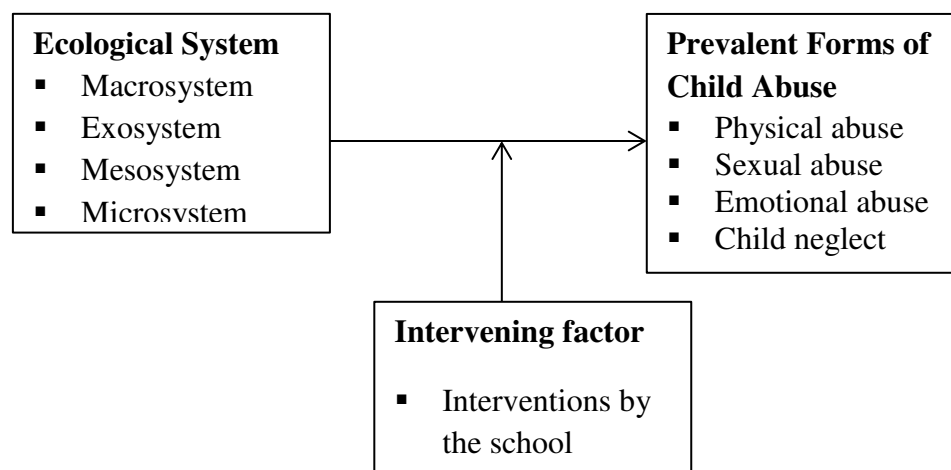 Ecological System
▪ Macrosystem
▪ Exosystem
▪ Mesosystem
▪ Microsystem
Prevalent Forms of
Child Abuse
▪ Physical abuse
▪ Sexual abuse
▪ Emotional abuse
▪ Child neglect
Intervening factor
▪ Interventions by
the school